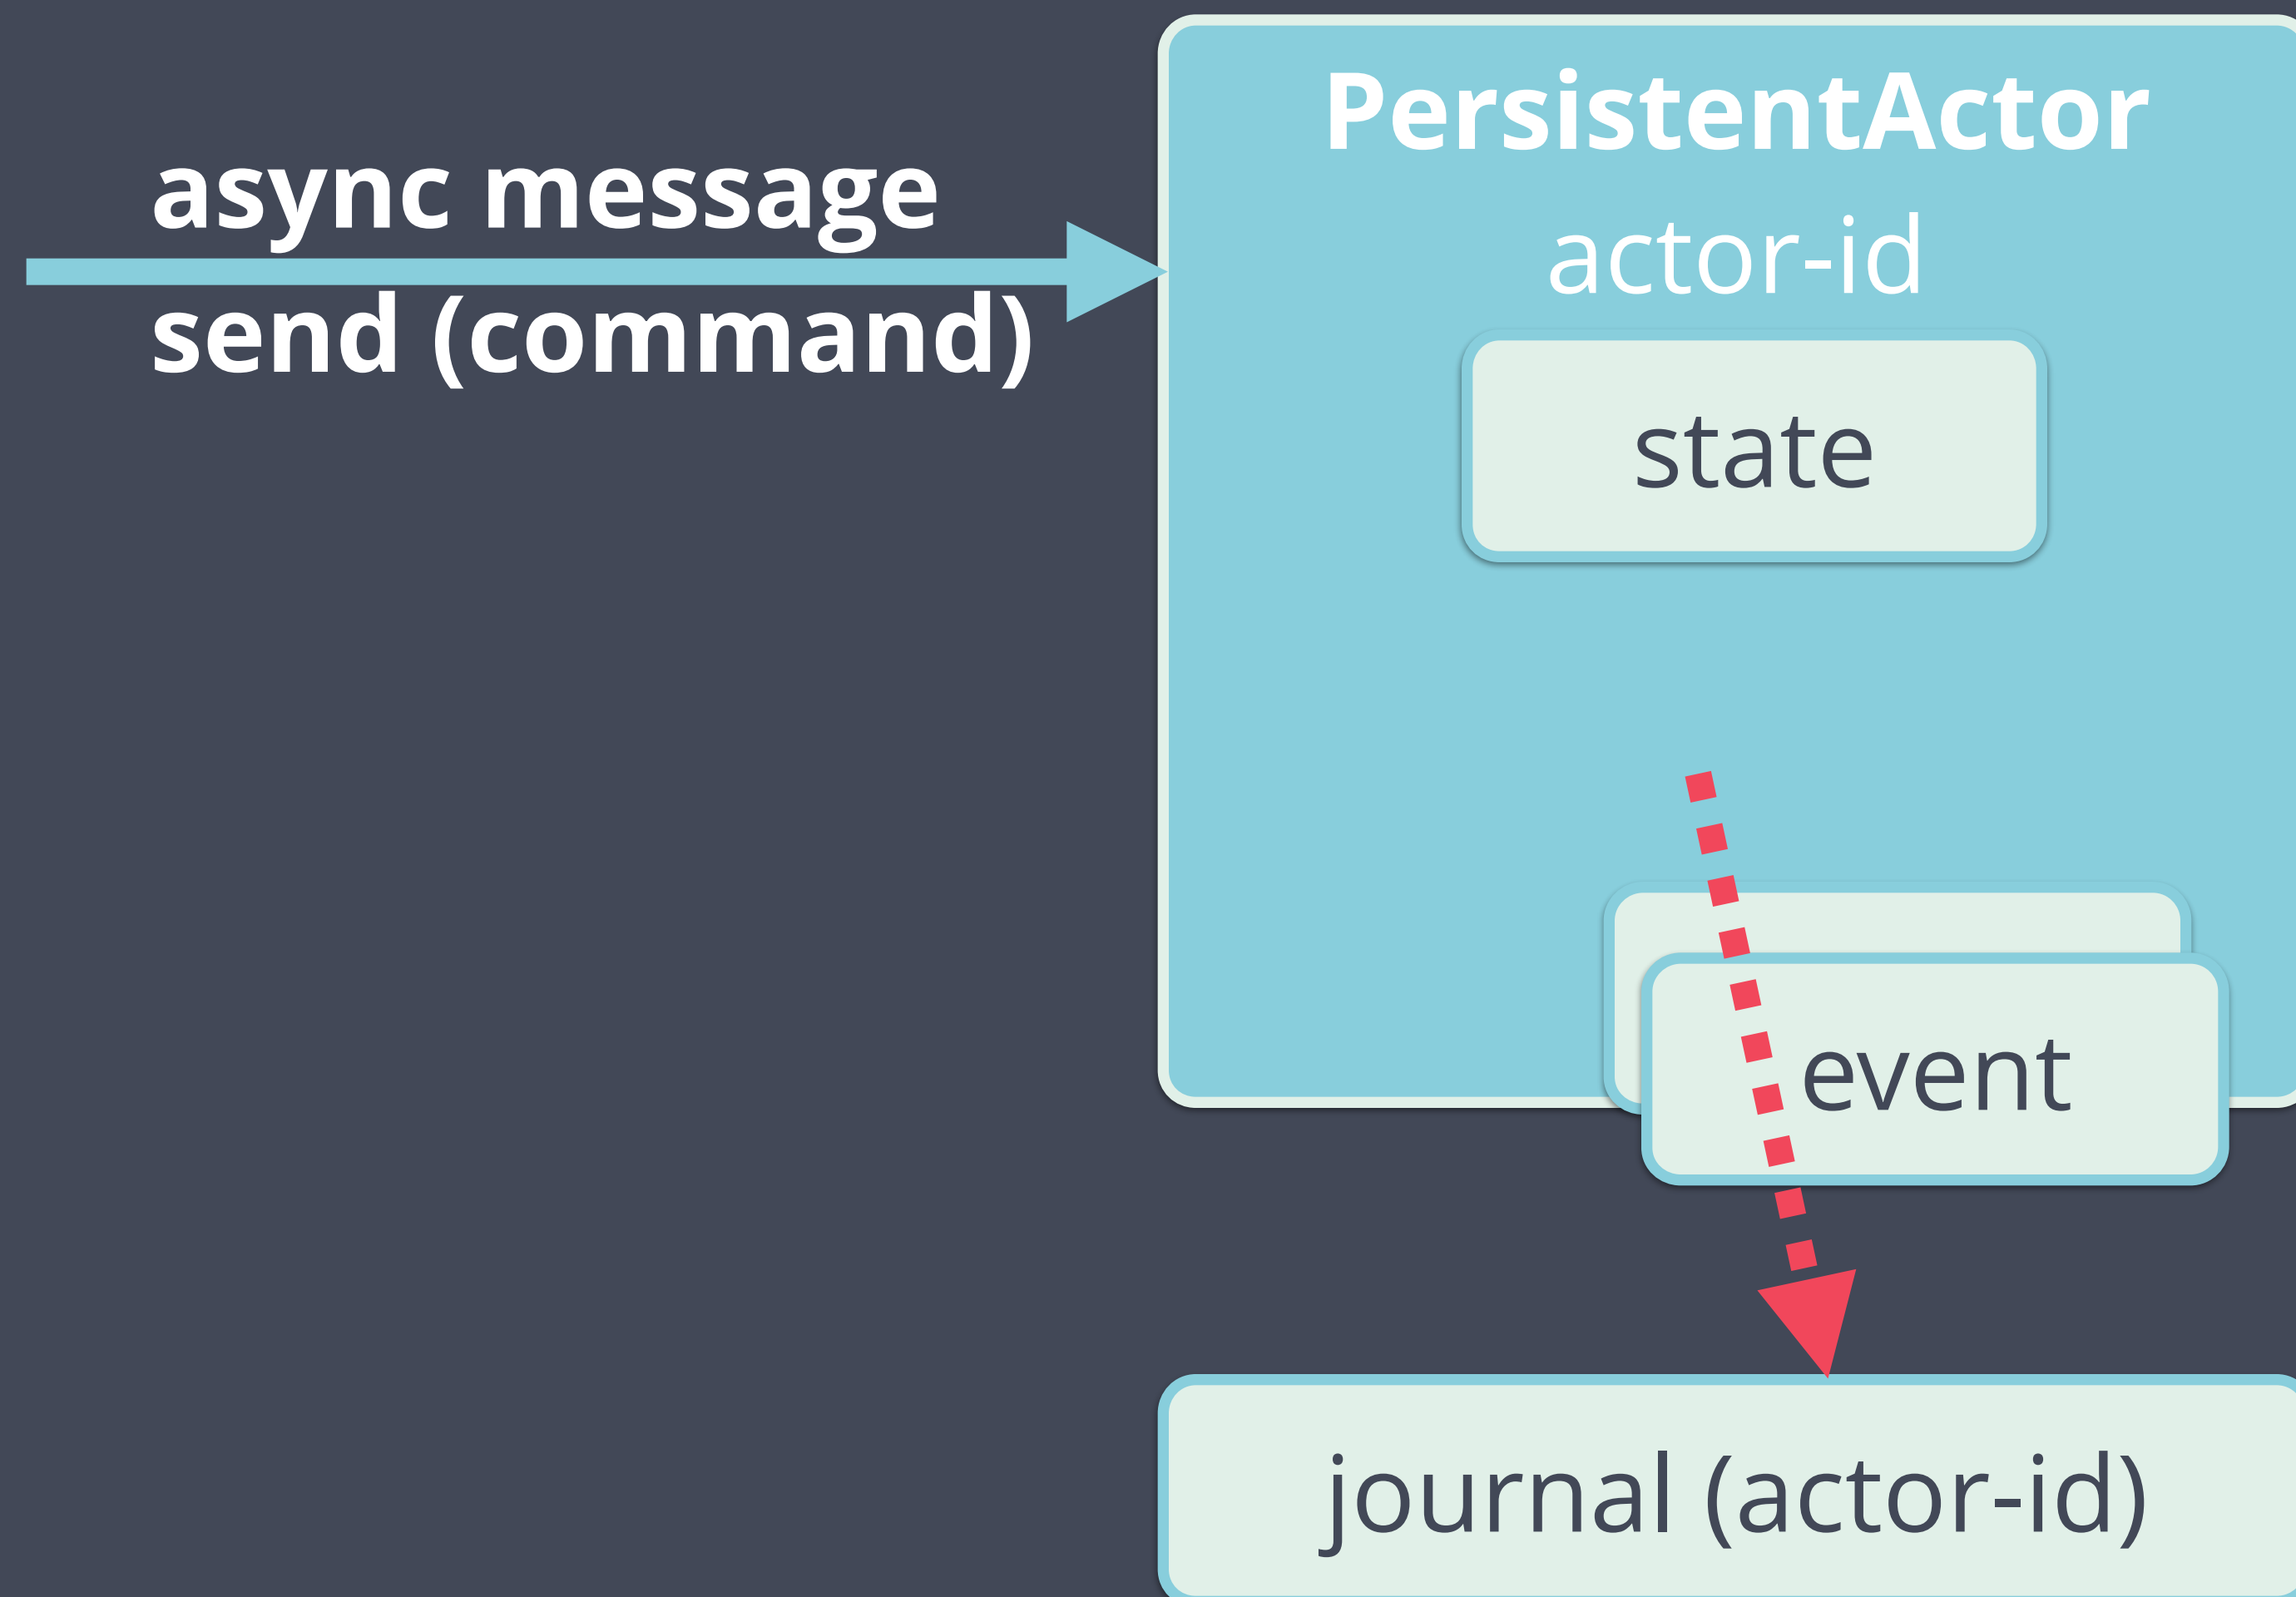 async message
send (command)
PersistentActor
actor-id
state
event
journal (actor-id)